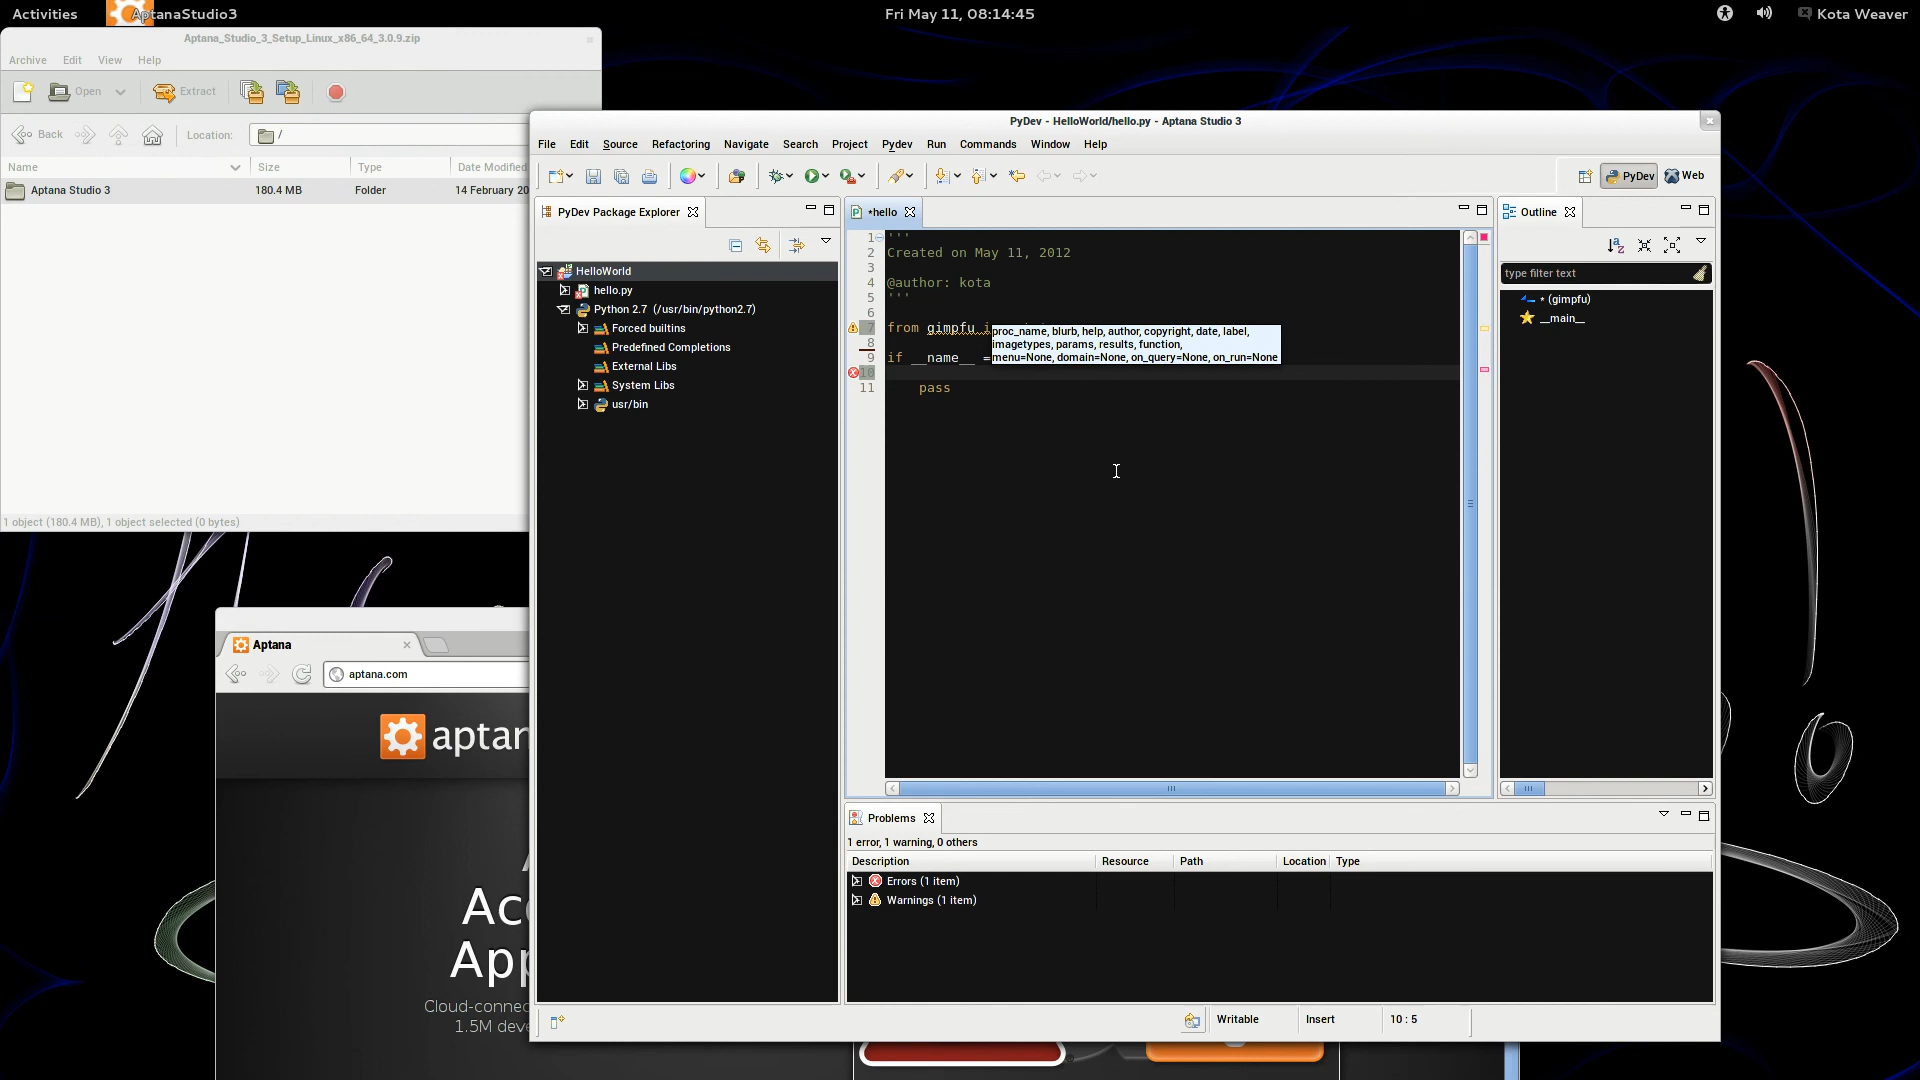 Activities
AptanaStudio3
Fri May 11, 08:14:45
Kota Weaver
Aptana_Studio_3_Setup_Linux_x86_64_3.0.9.zip
Archive Edit View Help
Open Extract
Back Location: /
Name Size Type Date Modified
Aptana Studio 3 180.4 MB Folder 14 February 20
1 object (180.4 MB), 1 object selected (0 bytes)
Aptana
aptana.com
aptan
Acc
App
Cloud-connec
1.5M deve
PyDev - HelloWorld/hello.py - Aptana Studio 3
File Edit Source Refactoring Navigate Search Project Pydev Run Commands Window Help
PyDev Web
PyDev Package Explorer
HelloWorld
hello.py
Python 2.7 (/usr/bin/python2.7)
Forced builtins
Predefined Completions
External Libs
System Libs
usr/bin
*hello
1 '''
2 Created on May 11, 2012
3
4 @author: kota
5 '''
6
7 from gimpfu i
8
9 if __name__ =
10
11 pass
proc_name, blurb, help, author, copyright, date, label,
imagetypes, params, results, function,
menu=None, domain=None, on_query=None, on_run=None
Outline
type filter text
* (gimpfu)
__main__
Problems
1 error, 1 warning, 0 others
Description Resource Path Location Type
Errors (1 item)
Warnings (1 item)
Writable Insert 10 : 5